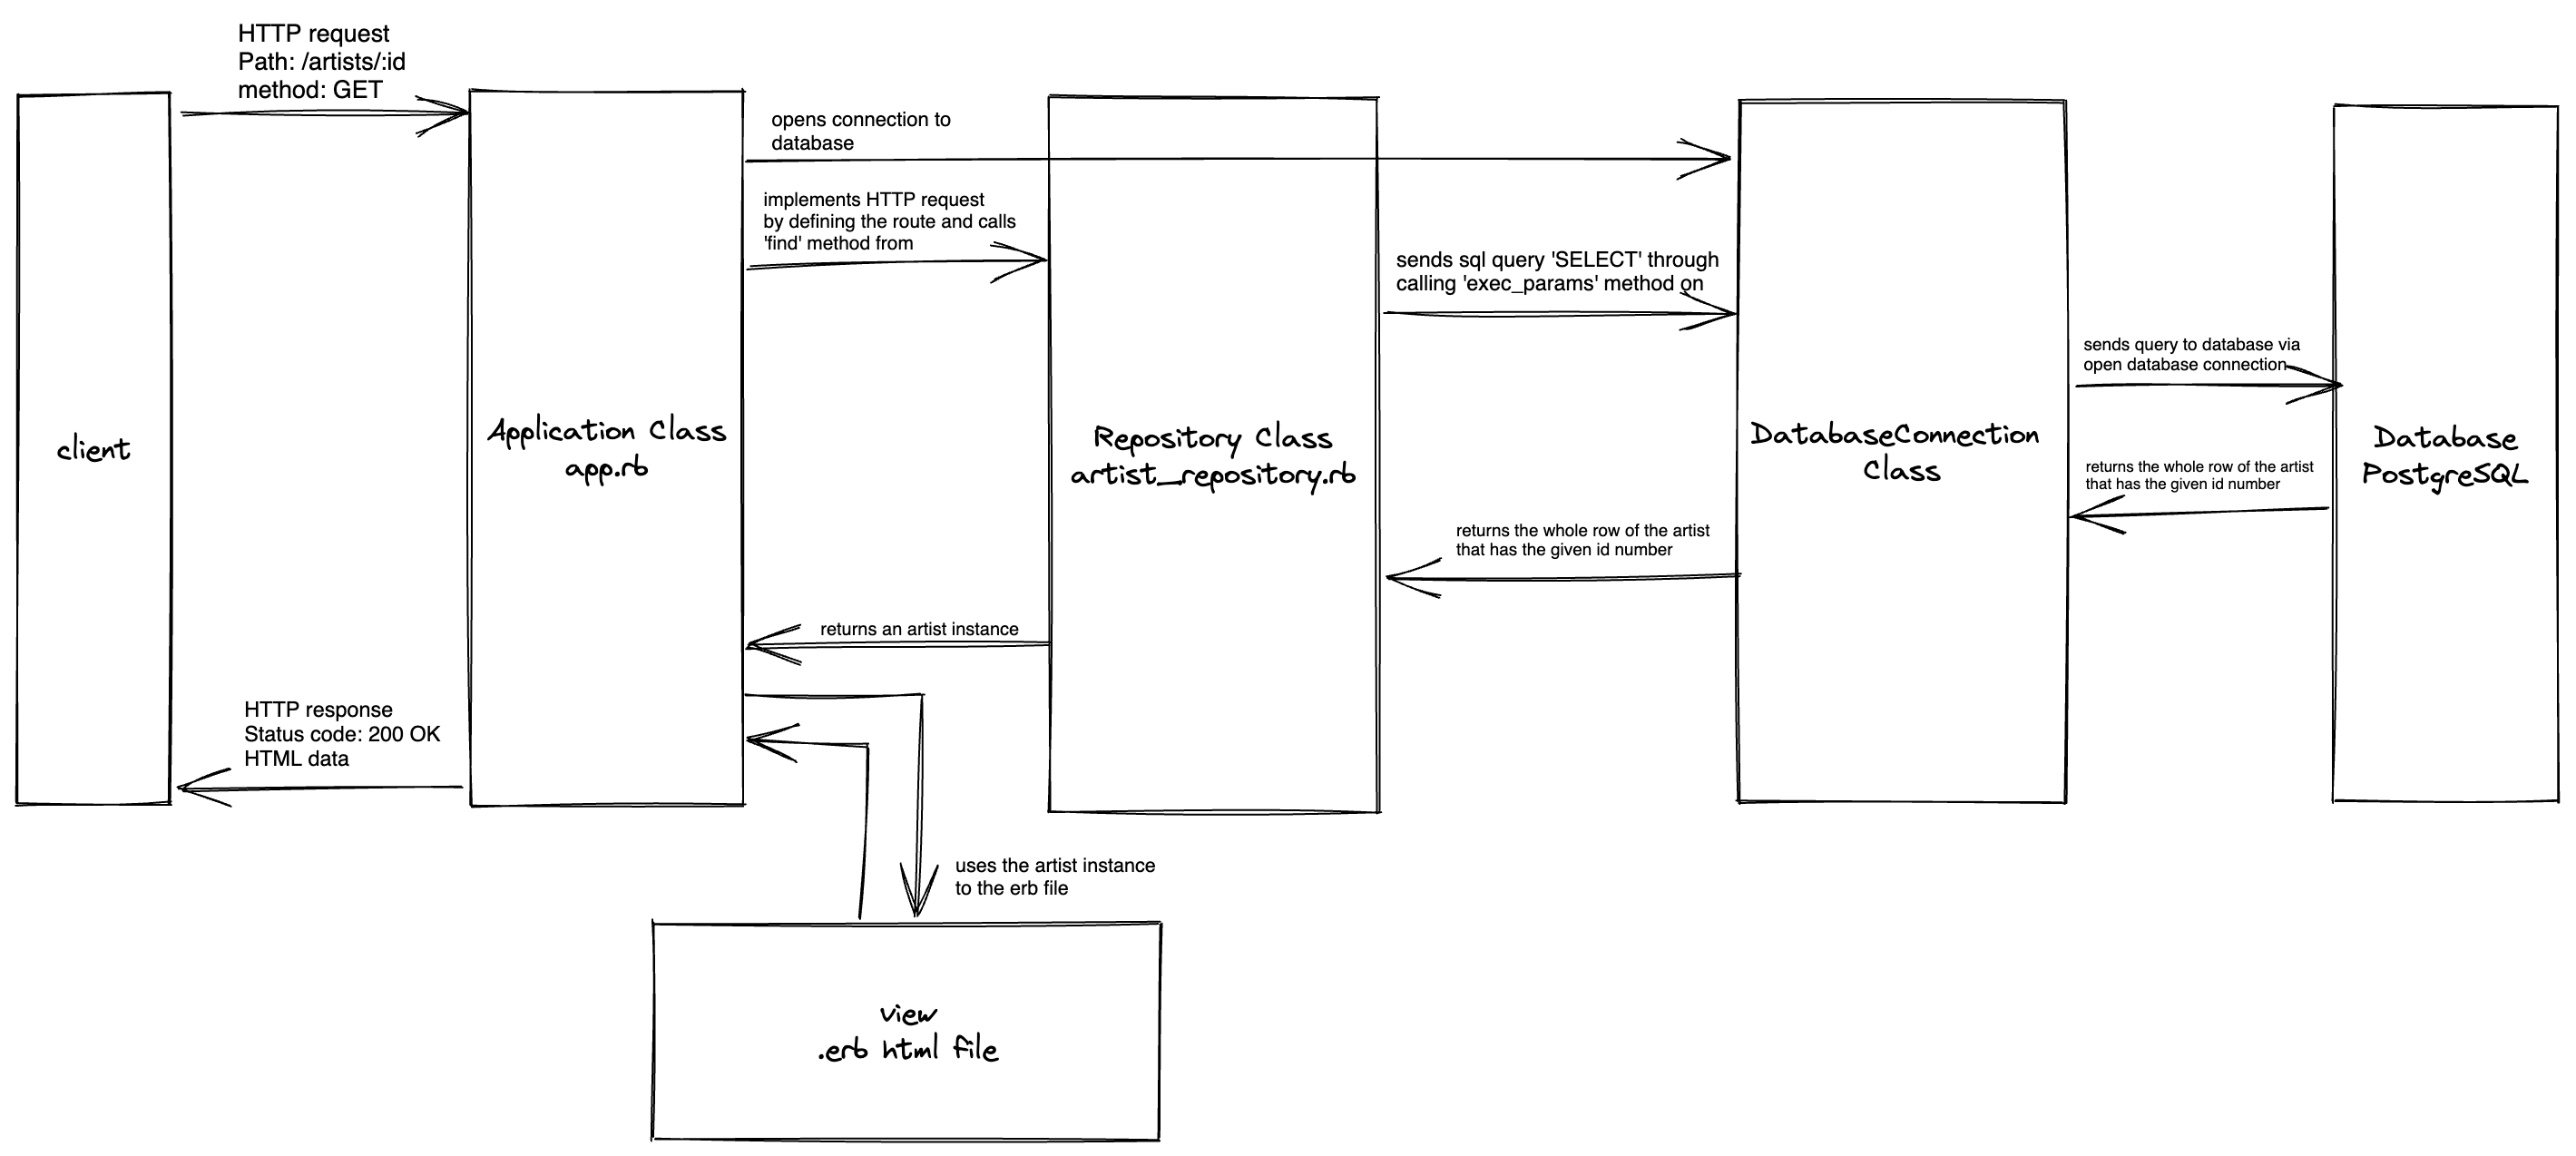 HTTP request
Path: /artists/:id
method: GET
opens connection to
database
implements HTTP request
by defining the route and calls
'find' method from
sends sql query 'SELECT' through
calling 'exec_params' method on
sends query to database via
open database connection
client
Application Class
app.rb
Repository Class
artist_repository.rb
DatabaseConnection
Class
Database
PostgreSQL
returns the whole row of the artist
that has the given id number
returns the whole row of the artist
that has the given id number
returns an artist instance
HTTP response
Status code: 200 OK
HTML data
uses the artist instance
to the erb file
view
.erb html file